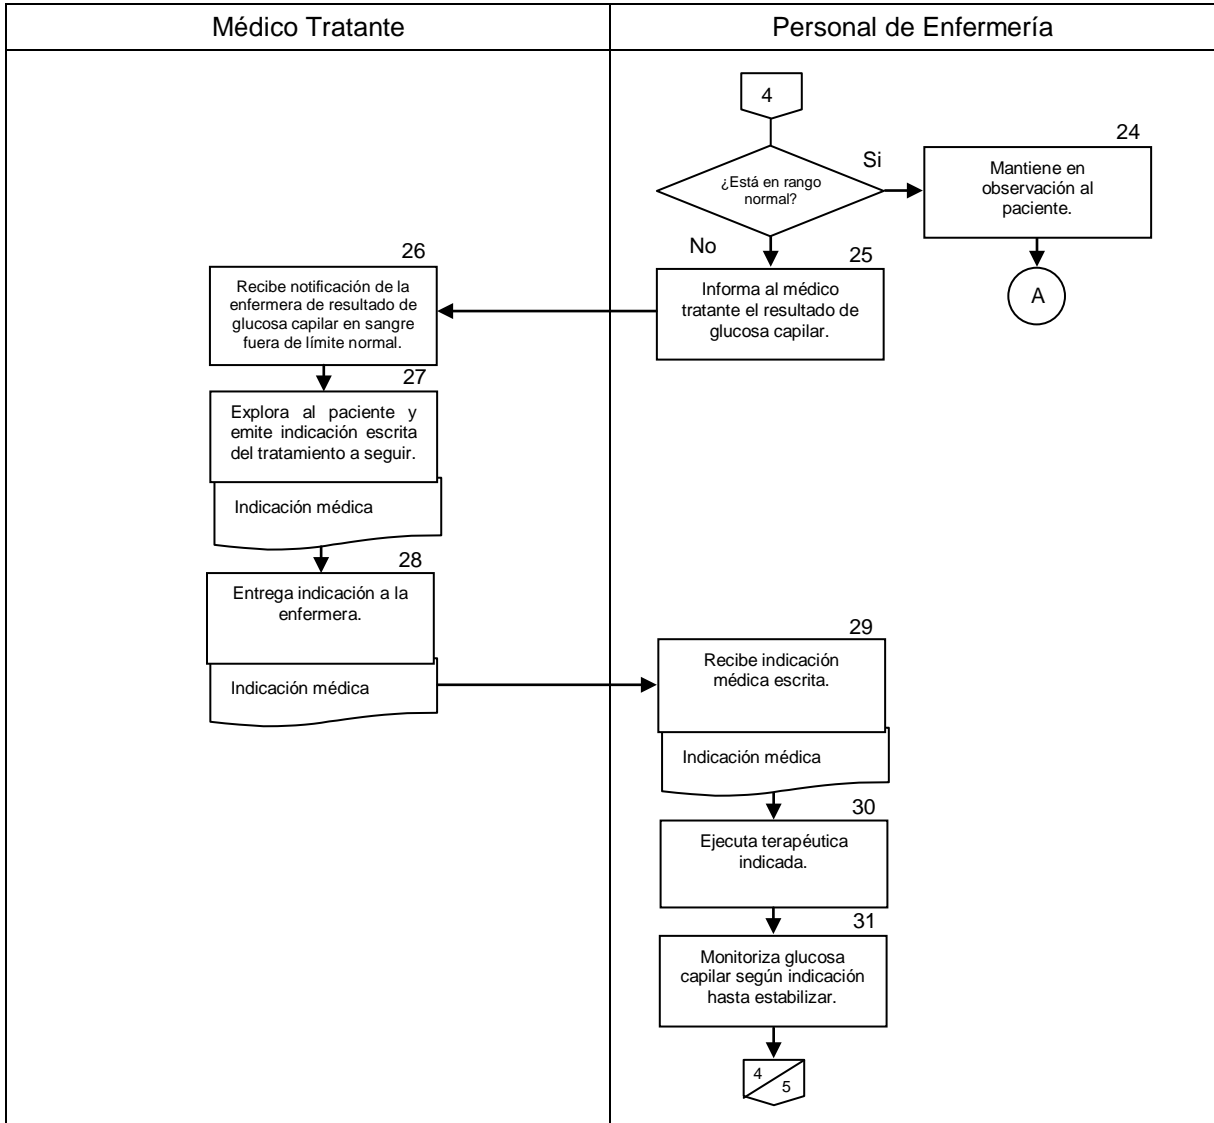 Médico Tratante
Personal de Enfermería
4
¿Está en rango
normal?
Si
24
Mantiene en
observación al
paciente.
A
No
25
Informa al médico
tratante el resultado de
glucosa capilar.
26
Recibe notificación de la
enfermera de resultado de
glucosa capilar en sangre
fuera de límite normal.
27
Explora al paciente y
emite indicación escrita
del tratamiento a seguir.
Indicación médica
28
Entrega indicación a la
enfermera.
Indicación médica
29
Recibe indicación
médica escrita.
Indicación médica
30
Ejecuta terapéutica
indicada.
31
Monitoriza glucosa
capilar según indicación
hasta estabilizar.
4
5